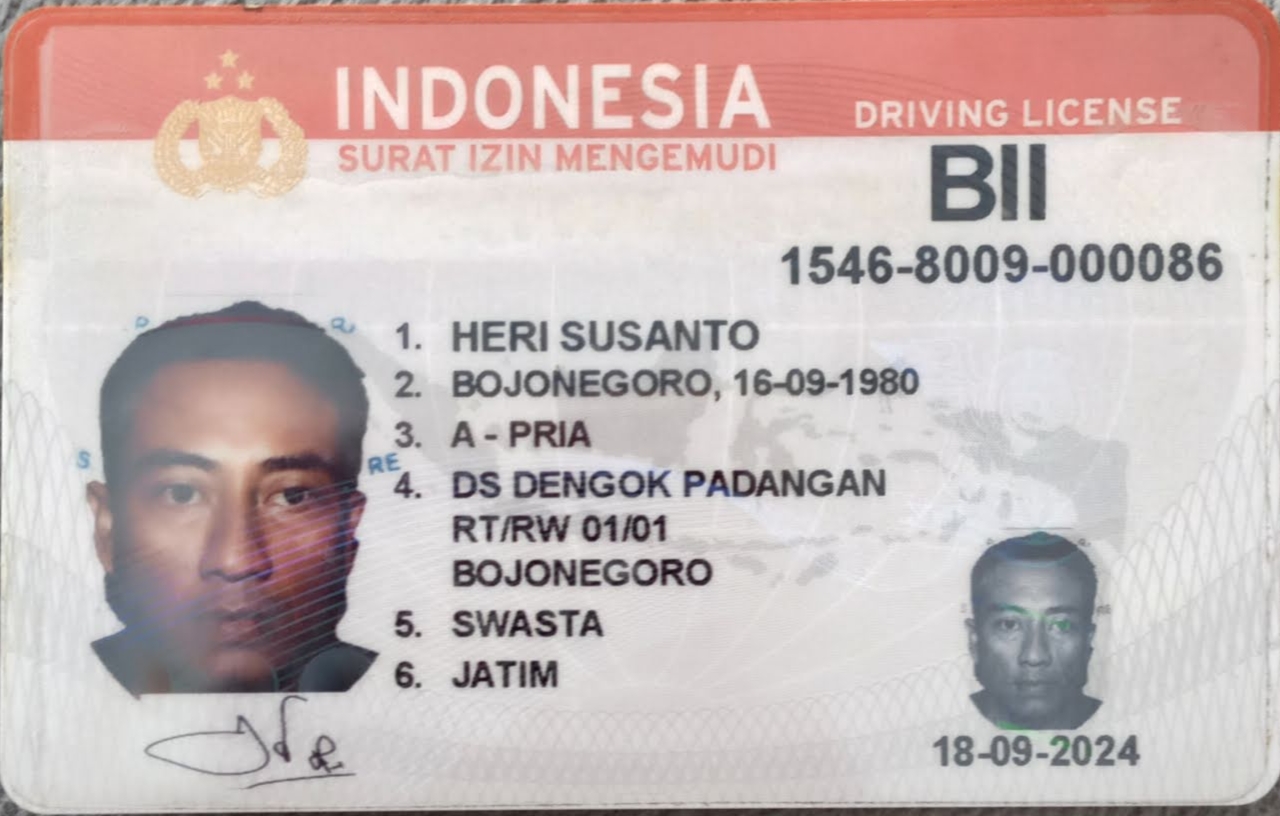 INDONESIA
DRIVING LICENSE
SURAT IZIN MENGEMUDI
BII
1546-8009-000086
1. HERI SUSANTO
2. BOJONEGORO, 16-09-1980
3. A - PRIA
4. DS DENGOK PADANGAN
RT/RW 01/01
BOJONEGORO
5. SWASTA
6. JATIM
18-09-2024